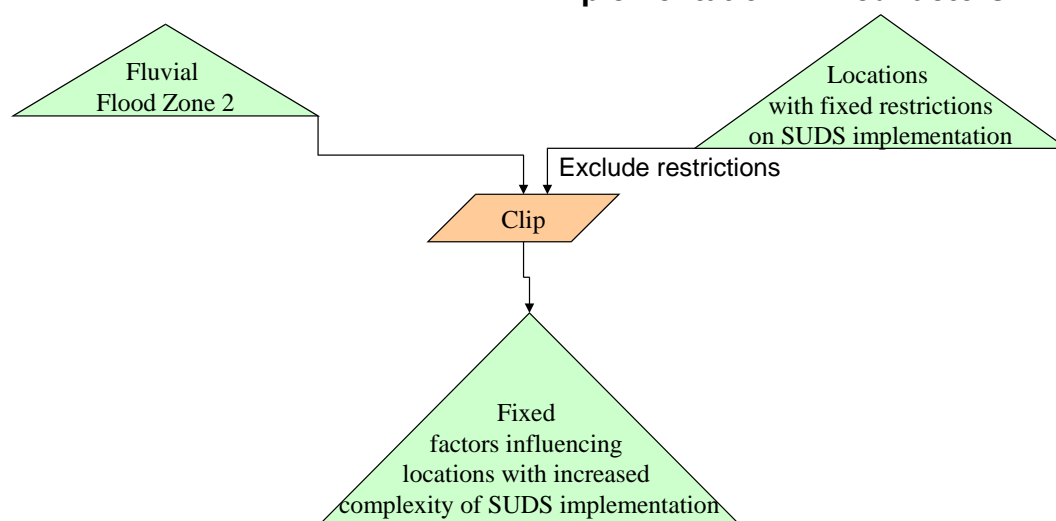 Fluvial
Flood Zone 2
Locations
with fixed restrictions
on SUDS implementation
Exclude restrictions
Clip
Fixed
factors influencing
locations with increased
complexity of SUDS implementation